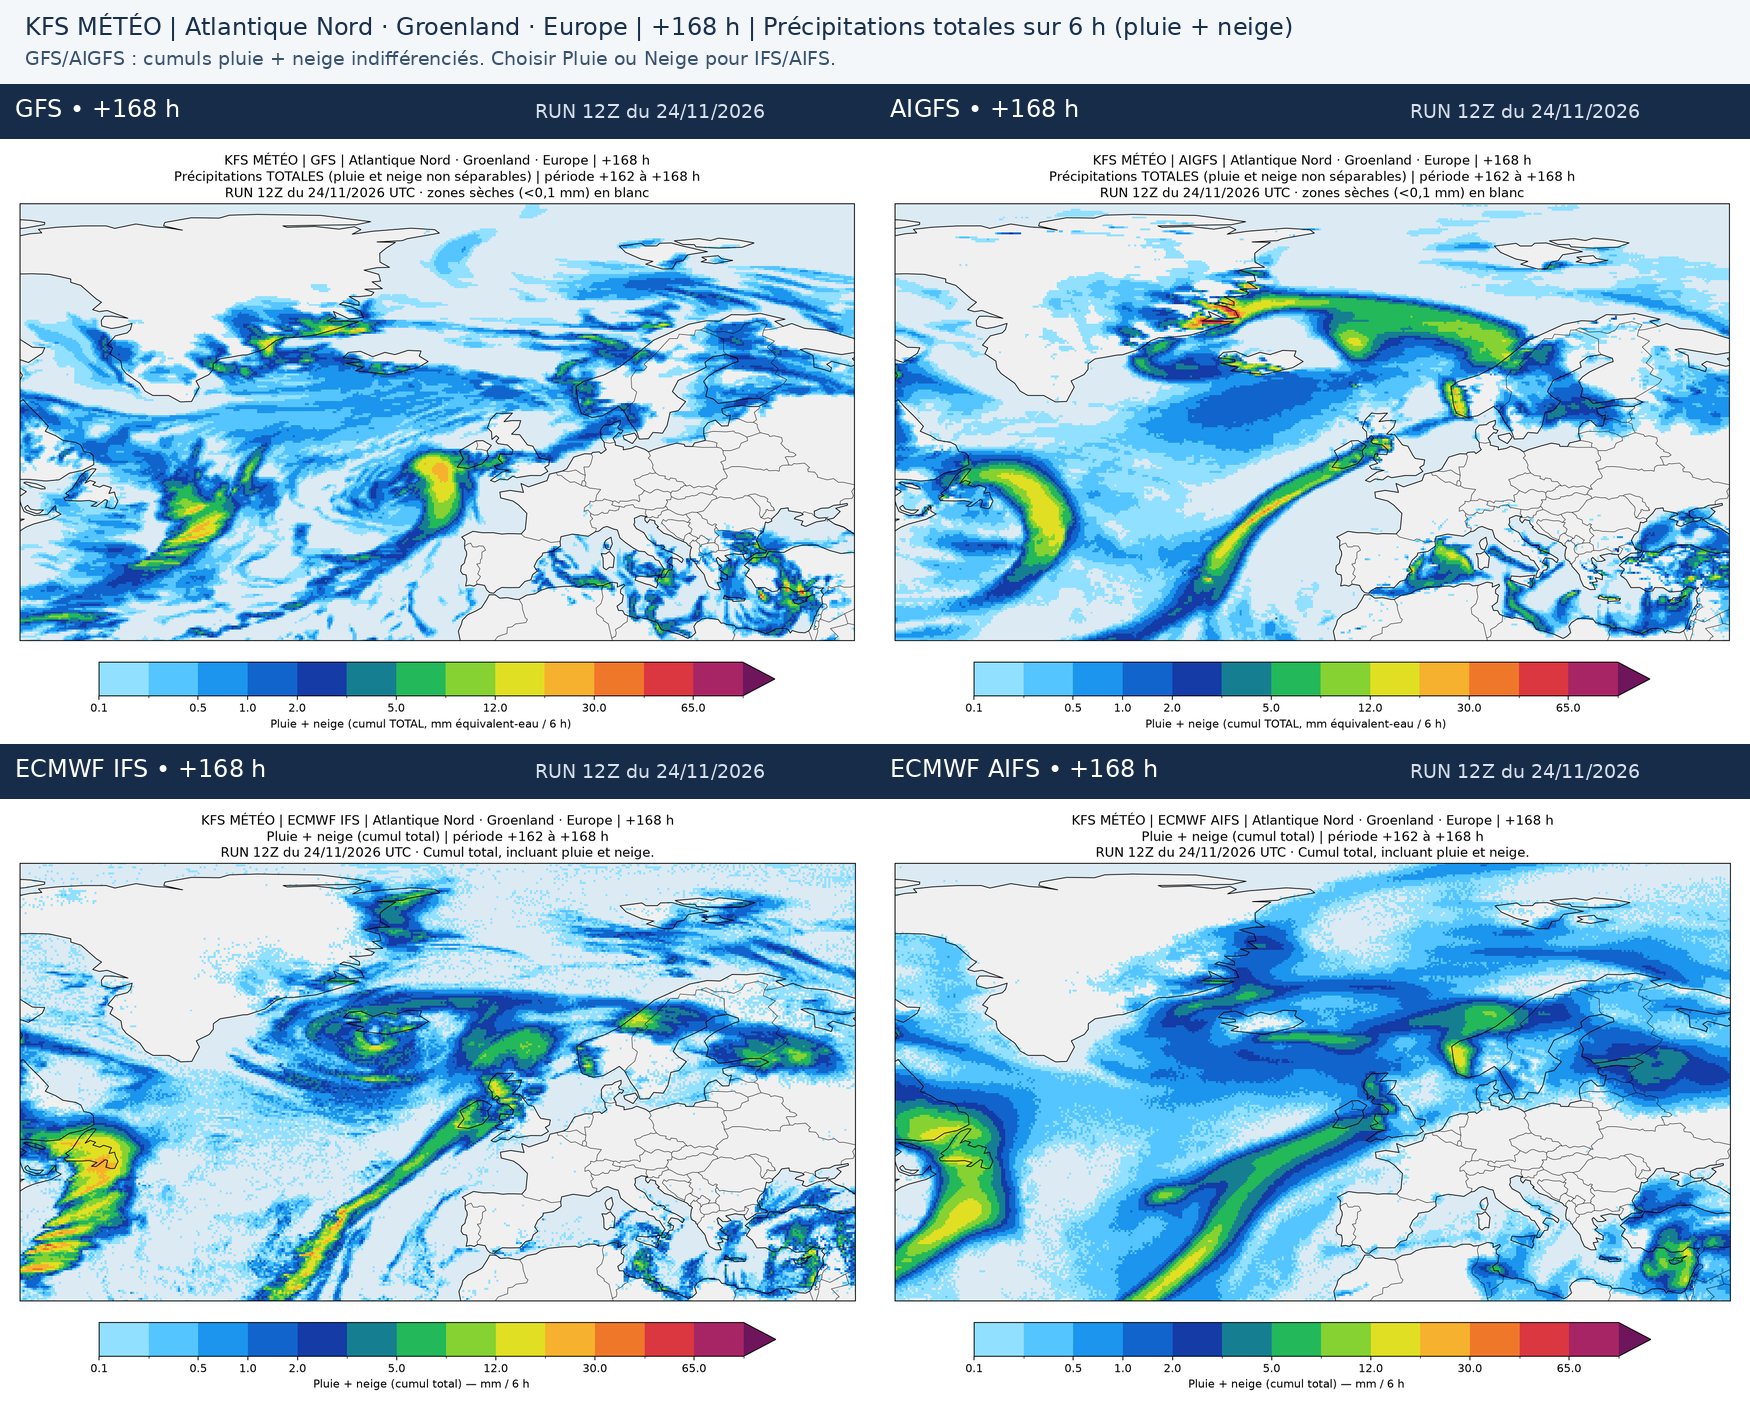 KFS MÉTÉO | Atlantique Nord · Groenland · Europe | +168 h | Précipitations totales sur 6 h (pluie + neige)
GFS/AIGFS : cumuls pluie + neige indifférenciés. Choisir Pluie ou Neige pour IFS/AIFS.
GFS • +168 h RUN 12Z du 24/11/2026
KFS MÉTÉO | GFS | Atlantique Nord · Groenland · Europe | +168 h
Précipitations TOTALES (pluie et neige non séparables) | période +162 à +168 h
RUN 12Z du 24/11/2026 UTC · zones sèches (<0,1 mm) en blanc
0.1 0.5 1.0 2.0 5.0 12.0 30.0 65.0
Pluie + neige (cumul TOTAL, mm équivalent-eau / 6 h)
AIGFS • +168 h RUN 12Z du 24/11/2026
KFS MÉTÉO | AIGFS | Atlantique Nord · Groenland · Europe | +168 h
Précipitations TOTALES (pluie et neige non séparables) | période +162 à +168 h
RUN 12Z du 24/11/2026 UTC · zones sèches (<0,1 mm) en blanc
0.1 0.5 1.0 2.0 5.0 12.0 30.0 65.0
Pluie + neige (cumul TOTAL, mm équivalent-eau / 6 h)
ECMWF IFS • +168 h RUN 12Z du 24/11/2026
KFS MÉTÉO | ECMWF IFS | Atlantique Nord · Groenland · Europe | +168 h
Pluie + neige (cumul total) | période +162 à +168 h
RUN 12Z du 24/11/2026 UTC · Cumul total, incluant pluie et neige.
0.1 0.5 1.0 2.0 5.0 12.0 30.0 65.0
Pluie + neige (cumul total) — mm / 6 h
ECMWF AIFS • +168 h RUN 12Z du 24/11/2026
KFS MÉTÉO | ECMWF AIFS | Atlantique Nord · Groenland · Europe | +168 h
Pluie + neige (cumul total) | période +162 à +168 h
RUN 12Z du 24/11/2026 UTC · Cumul total, incluant pluie et neige.
0.1 0.5 1.0 2.0 5.0 12.0 30.0 65.0
Pluie + neige (cumul total) — mm / 6 h